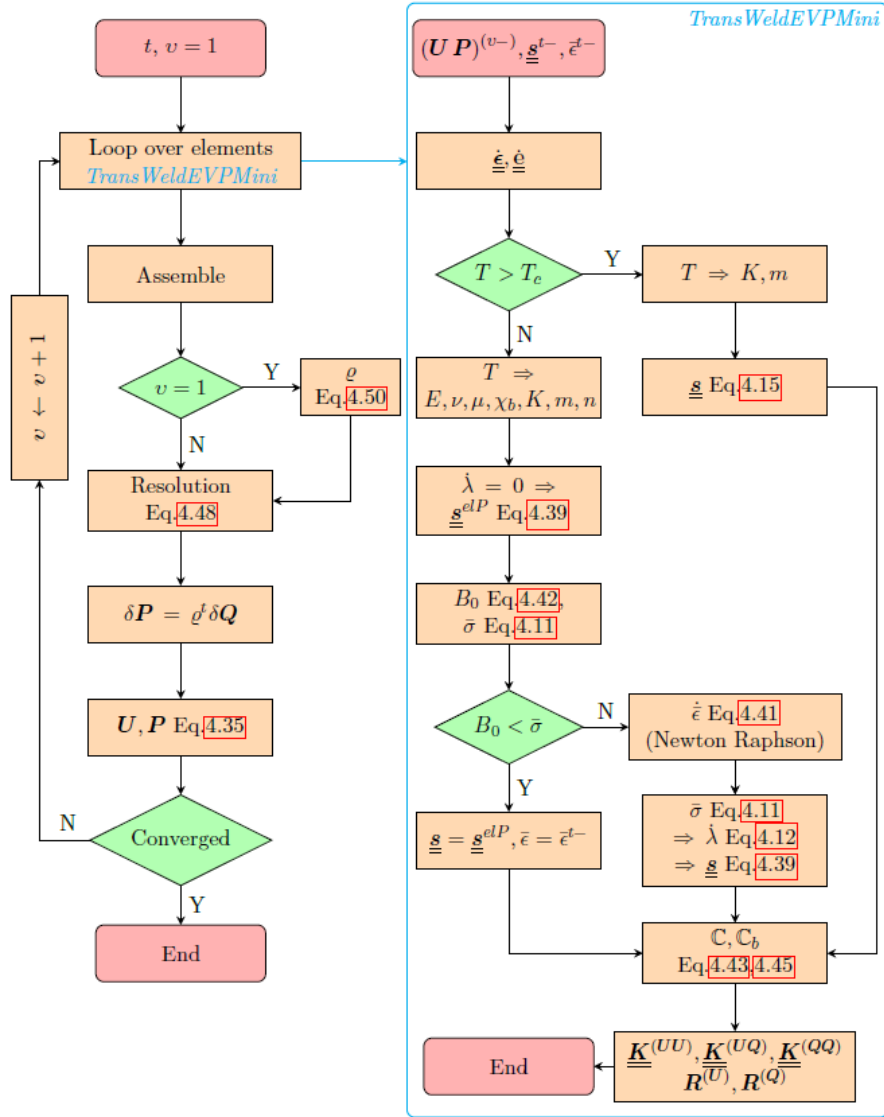 t, υ = 1
Loop over elements
TransWeldEVPMini
Assemble
υ = 1
Y
N
ϱ
Eq.4.50
υ ← υ + 1
Resolution
Eq.4.48
δP = ϱᵗδQ
U, P Eq.4.35
Converged
N
Y
End
TransWeldEVPMini
(U P)^(υ−), s̳^t−, ϵ̄^t−
ϵ̳̇, ė̳
T > T_c
Y
N
T ⇒ K, m
s̳ Eq.4.15
T ⇒
E, ν, μ, χ_b, K, m, n
λ̇ = 0 ⇒
s̳^elP Eq.4.39
B₀ Eq.4.42,
σ̄ Eq.4.11
B₀ < σ̄
N
Y
ϵ̄̇ Eq.4.41
(Newton Raphson)
s̳ = s̳^elP, ϵ̄ = ϵ̄^t−
σ̄ Eq.4.11
⇒ λ̇ Eq.4.12
⇒ s̳ Eq.4.39
ℂ, ℂ_b
Eq.4.43,4.45
K̳^(UU), K̳^(UQ), K̳^(QQ)
R^(U), R^(Q)
End